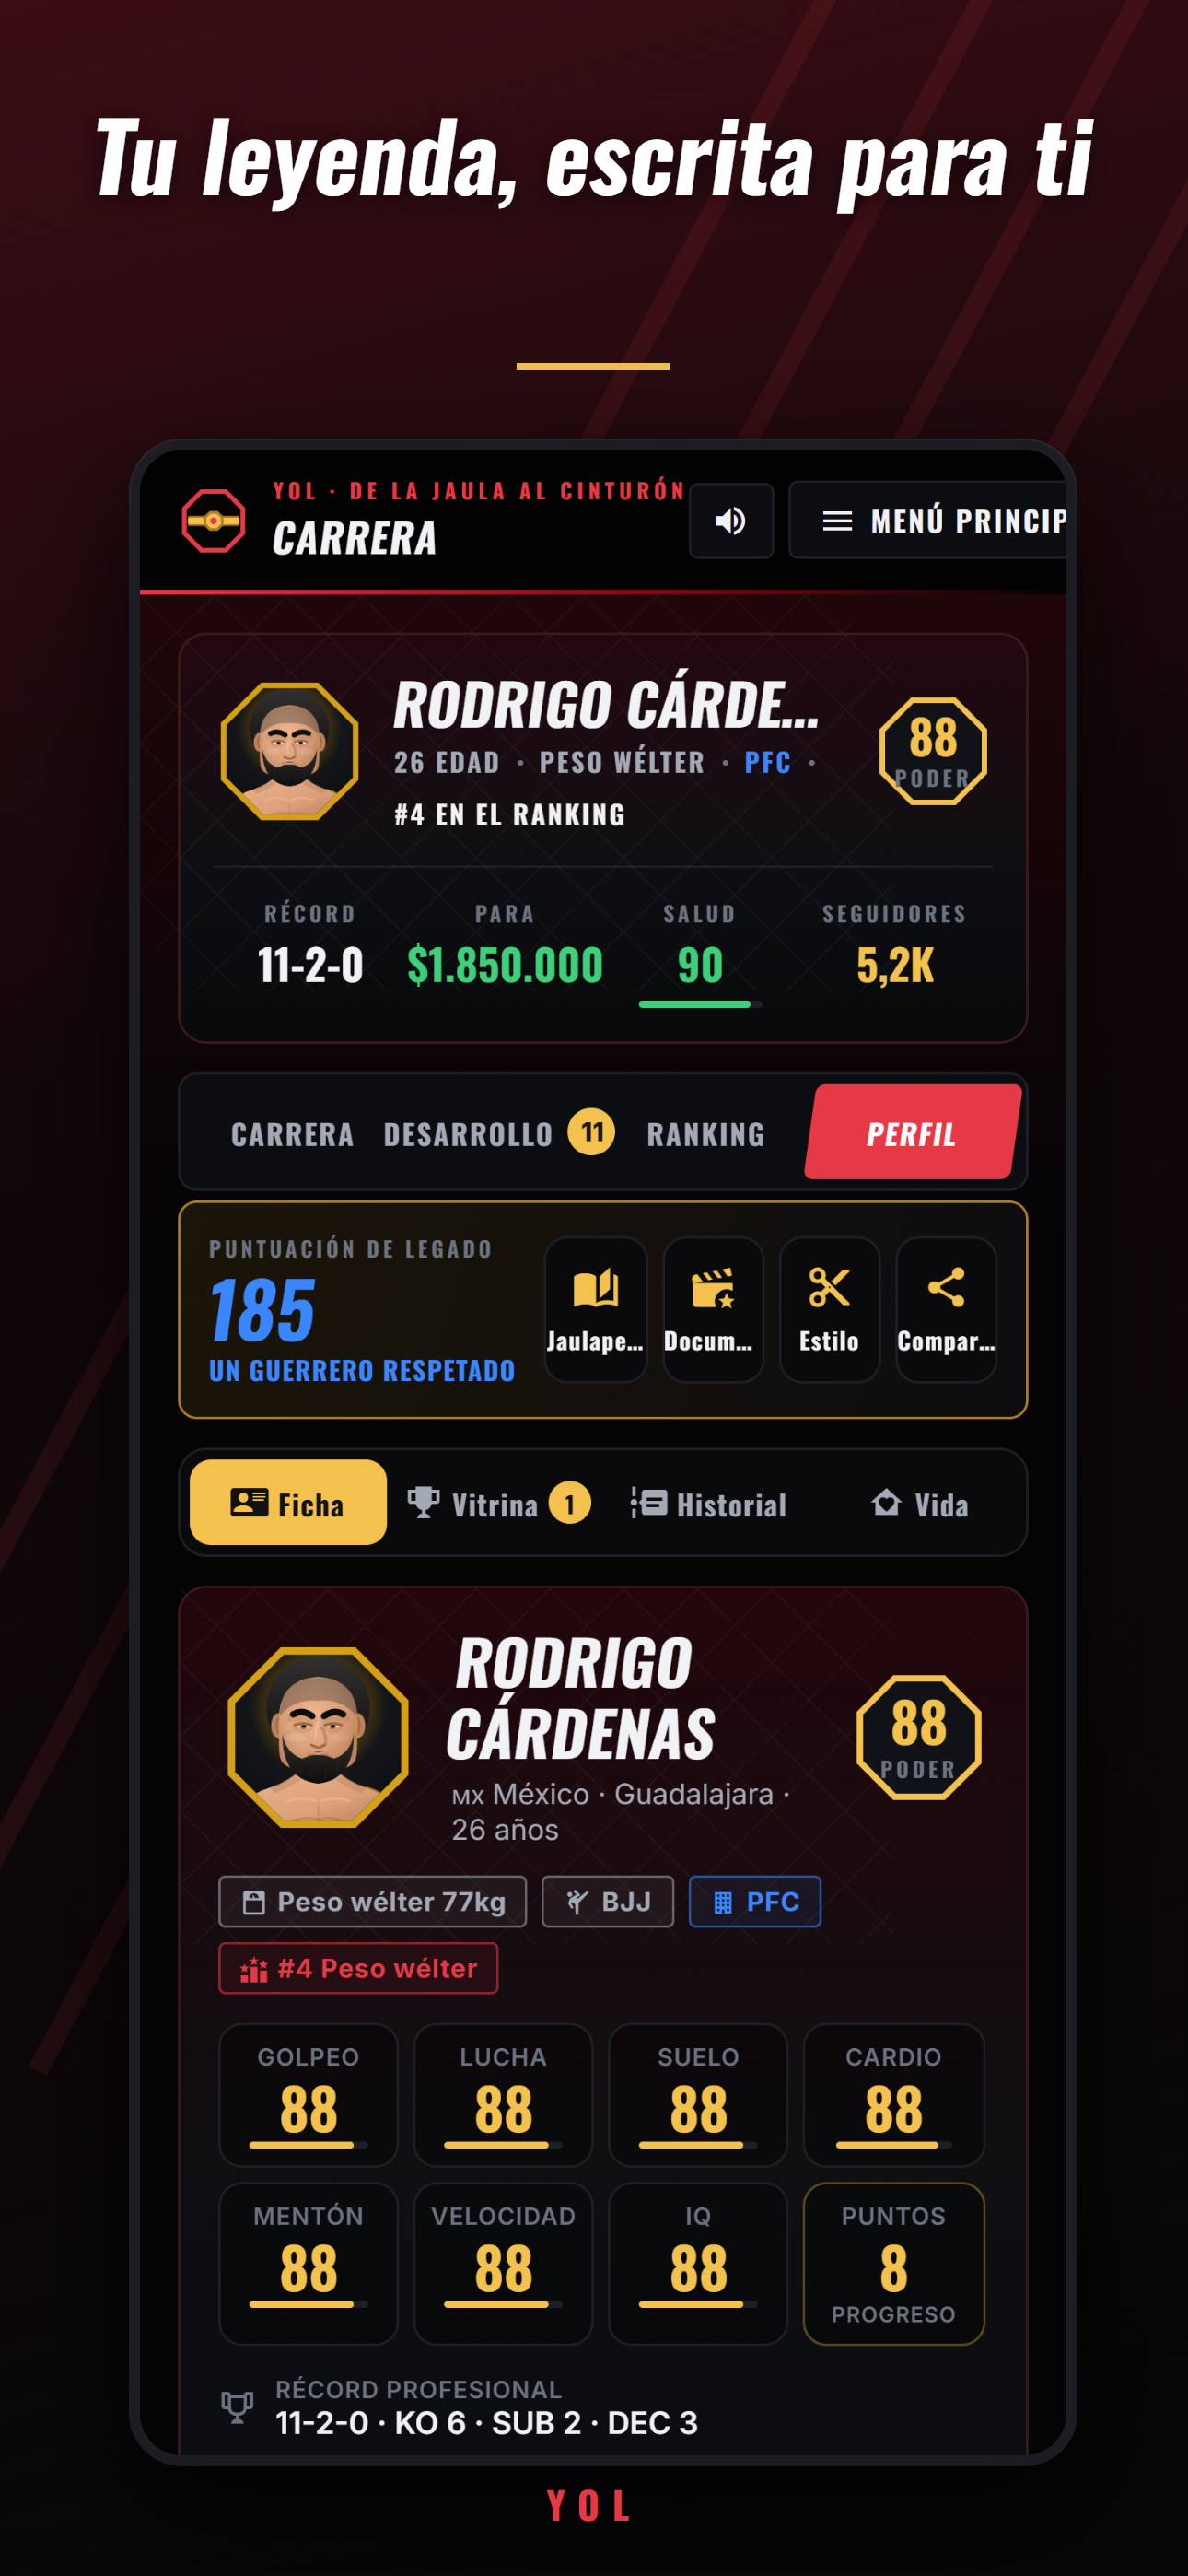 Tu leyenda, escrita para ti
YOL · DE LA JAULA AL CINTURÓN
CARRERA
MENÚ PRINCIP
RODRIGO CÁRDE...
26 EDAD · PESO WÉLTER · PFC ·
#4 EN EL RANKING
88
PODER
RÉCORD PARA SALUD SEGUIDORES
11-2-0 $1.850.000 90 5,2K
CARRERA DESARROLLO 11 RANKING PERFIL
PUNTUACIÓN DE LEGADO
185
UN GUERRERO RESPETADO
Jaulape... Docum... Estilo Compar...
Ficha Vitrina 1 Historial Vida
RODRIGO
CÁRDENAS
MX México · Guadalajara ·
26 años
88
PODER
Peso wélter 77kg BJJ PFC
#4 Peso wélter
GOLPEO LUCHA SUELO CARDIO
88 88 88 88
MENTÓN VELOCIDAD IQ PUNTOS
88 88 88 8
PROGRESO
RÉCORD PROFESIONAL
11-2-0 · KO 6 · SUB 2 · DEC 3
YOL